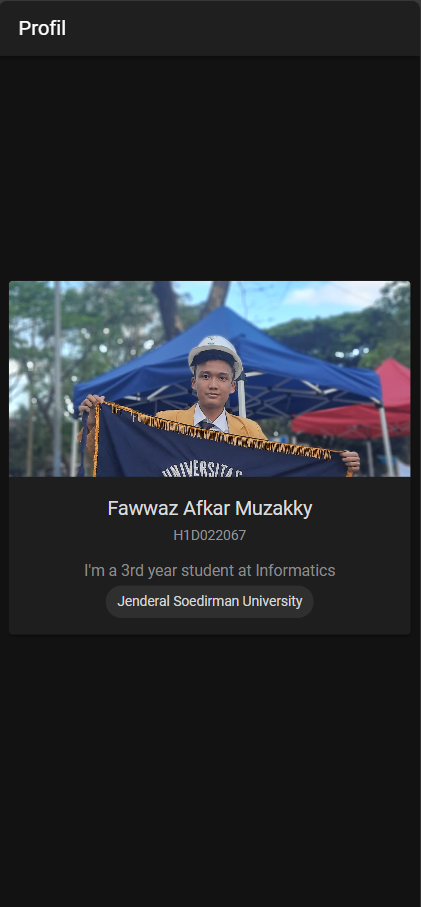 Profil
UNIVERSITAS
Fawwaz Afkar Muzakky
H1D022067
I'm a 3rd year student at Informatics
Jenderal Soedirman University